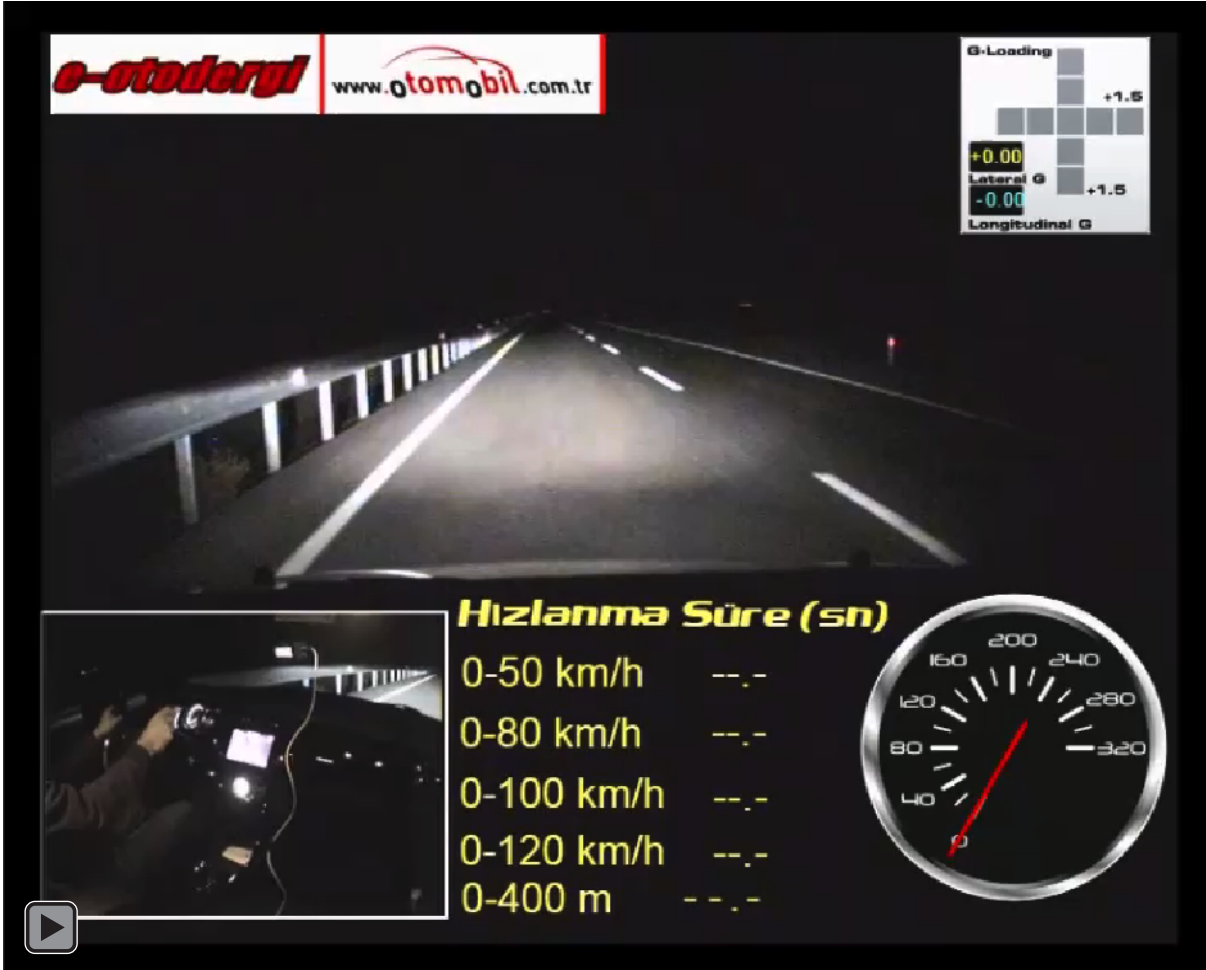 e-otodergi
www.otomobil.com.tr
G-Loading
+1.5
+0.00
Lateral G
-0.00
+1.5
Longitudinal G
Hızlanma Süre (sn)
0-50 km/h --.-
0-80 km/h --.-
0-100 km/h --.-
0-120 km/h --.-
0-400 m --.-
0
40
80
120
160
200
240
280
320